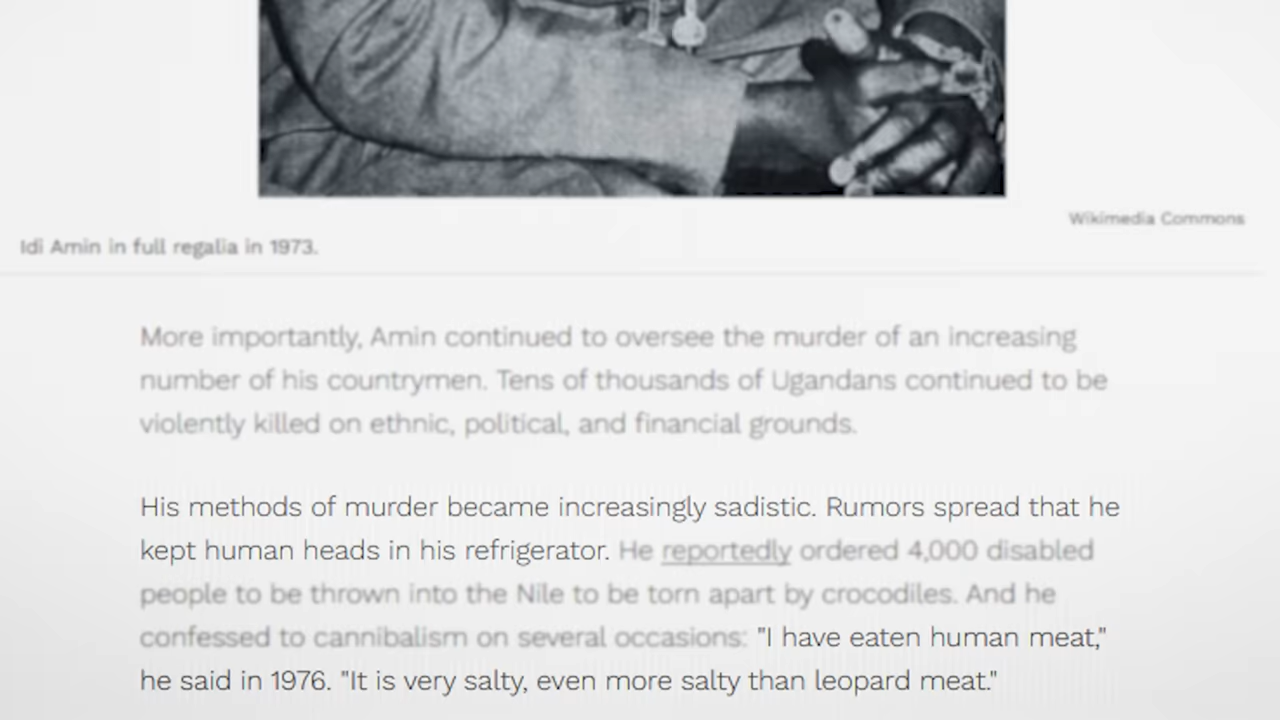 Wikimedia Commons
Idi Amin in full regalia in 1973.
More importantly, Amin continued to oversee the murder of an increasing
number of his countrymen. Tens of thousands of Ugandans continued to be
violently killed on ethnic, political, and financial grounds.
His methods of murder became increasingly sadistic. Rumors spread that he
kept human heads in his refrigerator. He reportedly ordered 4,000 disabled
people to be thrown into the Nile to be torn apart by crocodiles. And he
confessed to cannibalism on several occasions: "I have eaten human meat,"
he said in 1976. "It is very salty, even more salty than leopard meat."